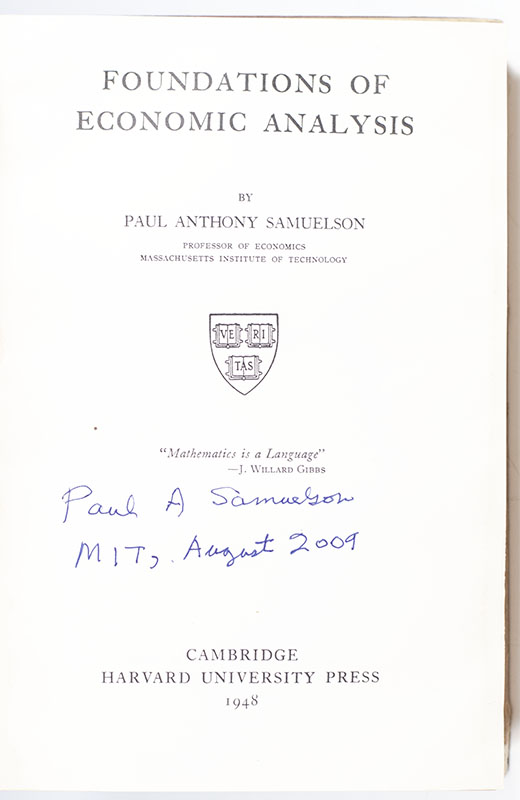 FOUNDATIONS OF
ECONOMIC ANALYSIS
BY
PAUL ANTHONY SAMUELSON
PROFESSOR OF ECONOMICS
MASSACHUSETTS INSTITUTE OF TECHNOLOGY
VE RI
TAS
"Mathematics is a Language"
—J. WILLARD GIBBS
Paul A Samuelson
MIT, August 2009
CAMBRIDGE
HARVARD UNIVERSITY PRESS
1948